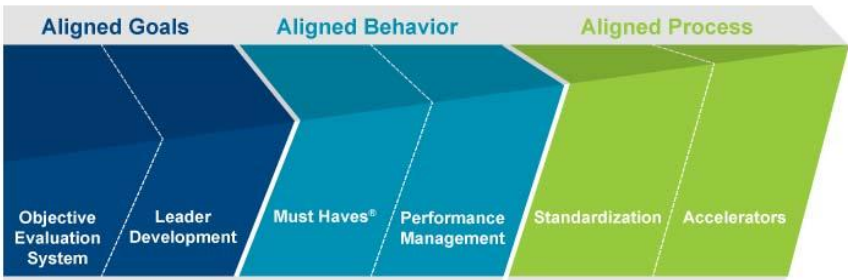 Aligned Goals
Aligned Behavior
Aligned Process
Objective
Evaluation
System
Leader
Development
Must Haves®
Performance
Management
Standardization
Accelerators